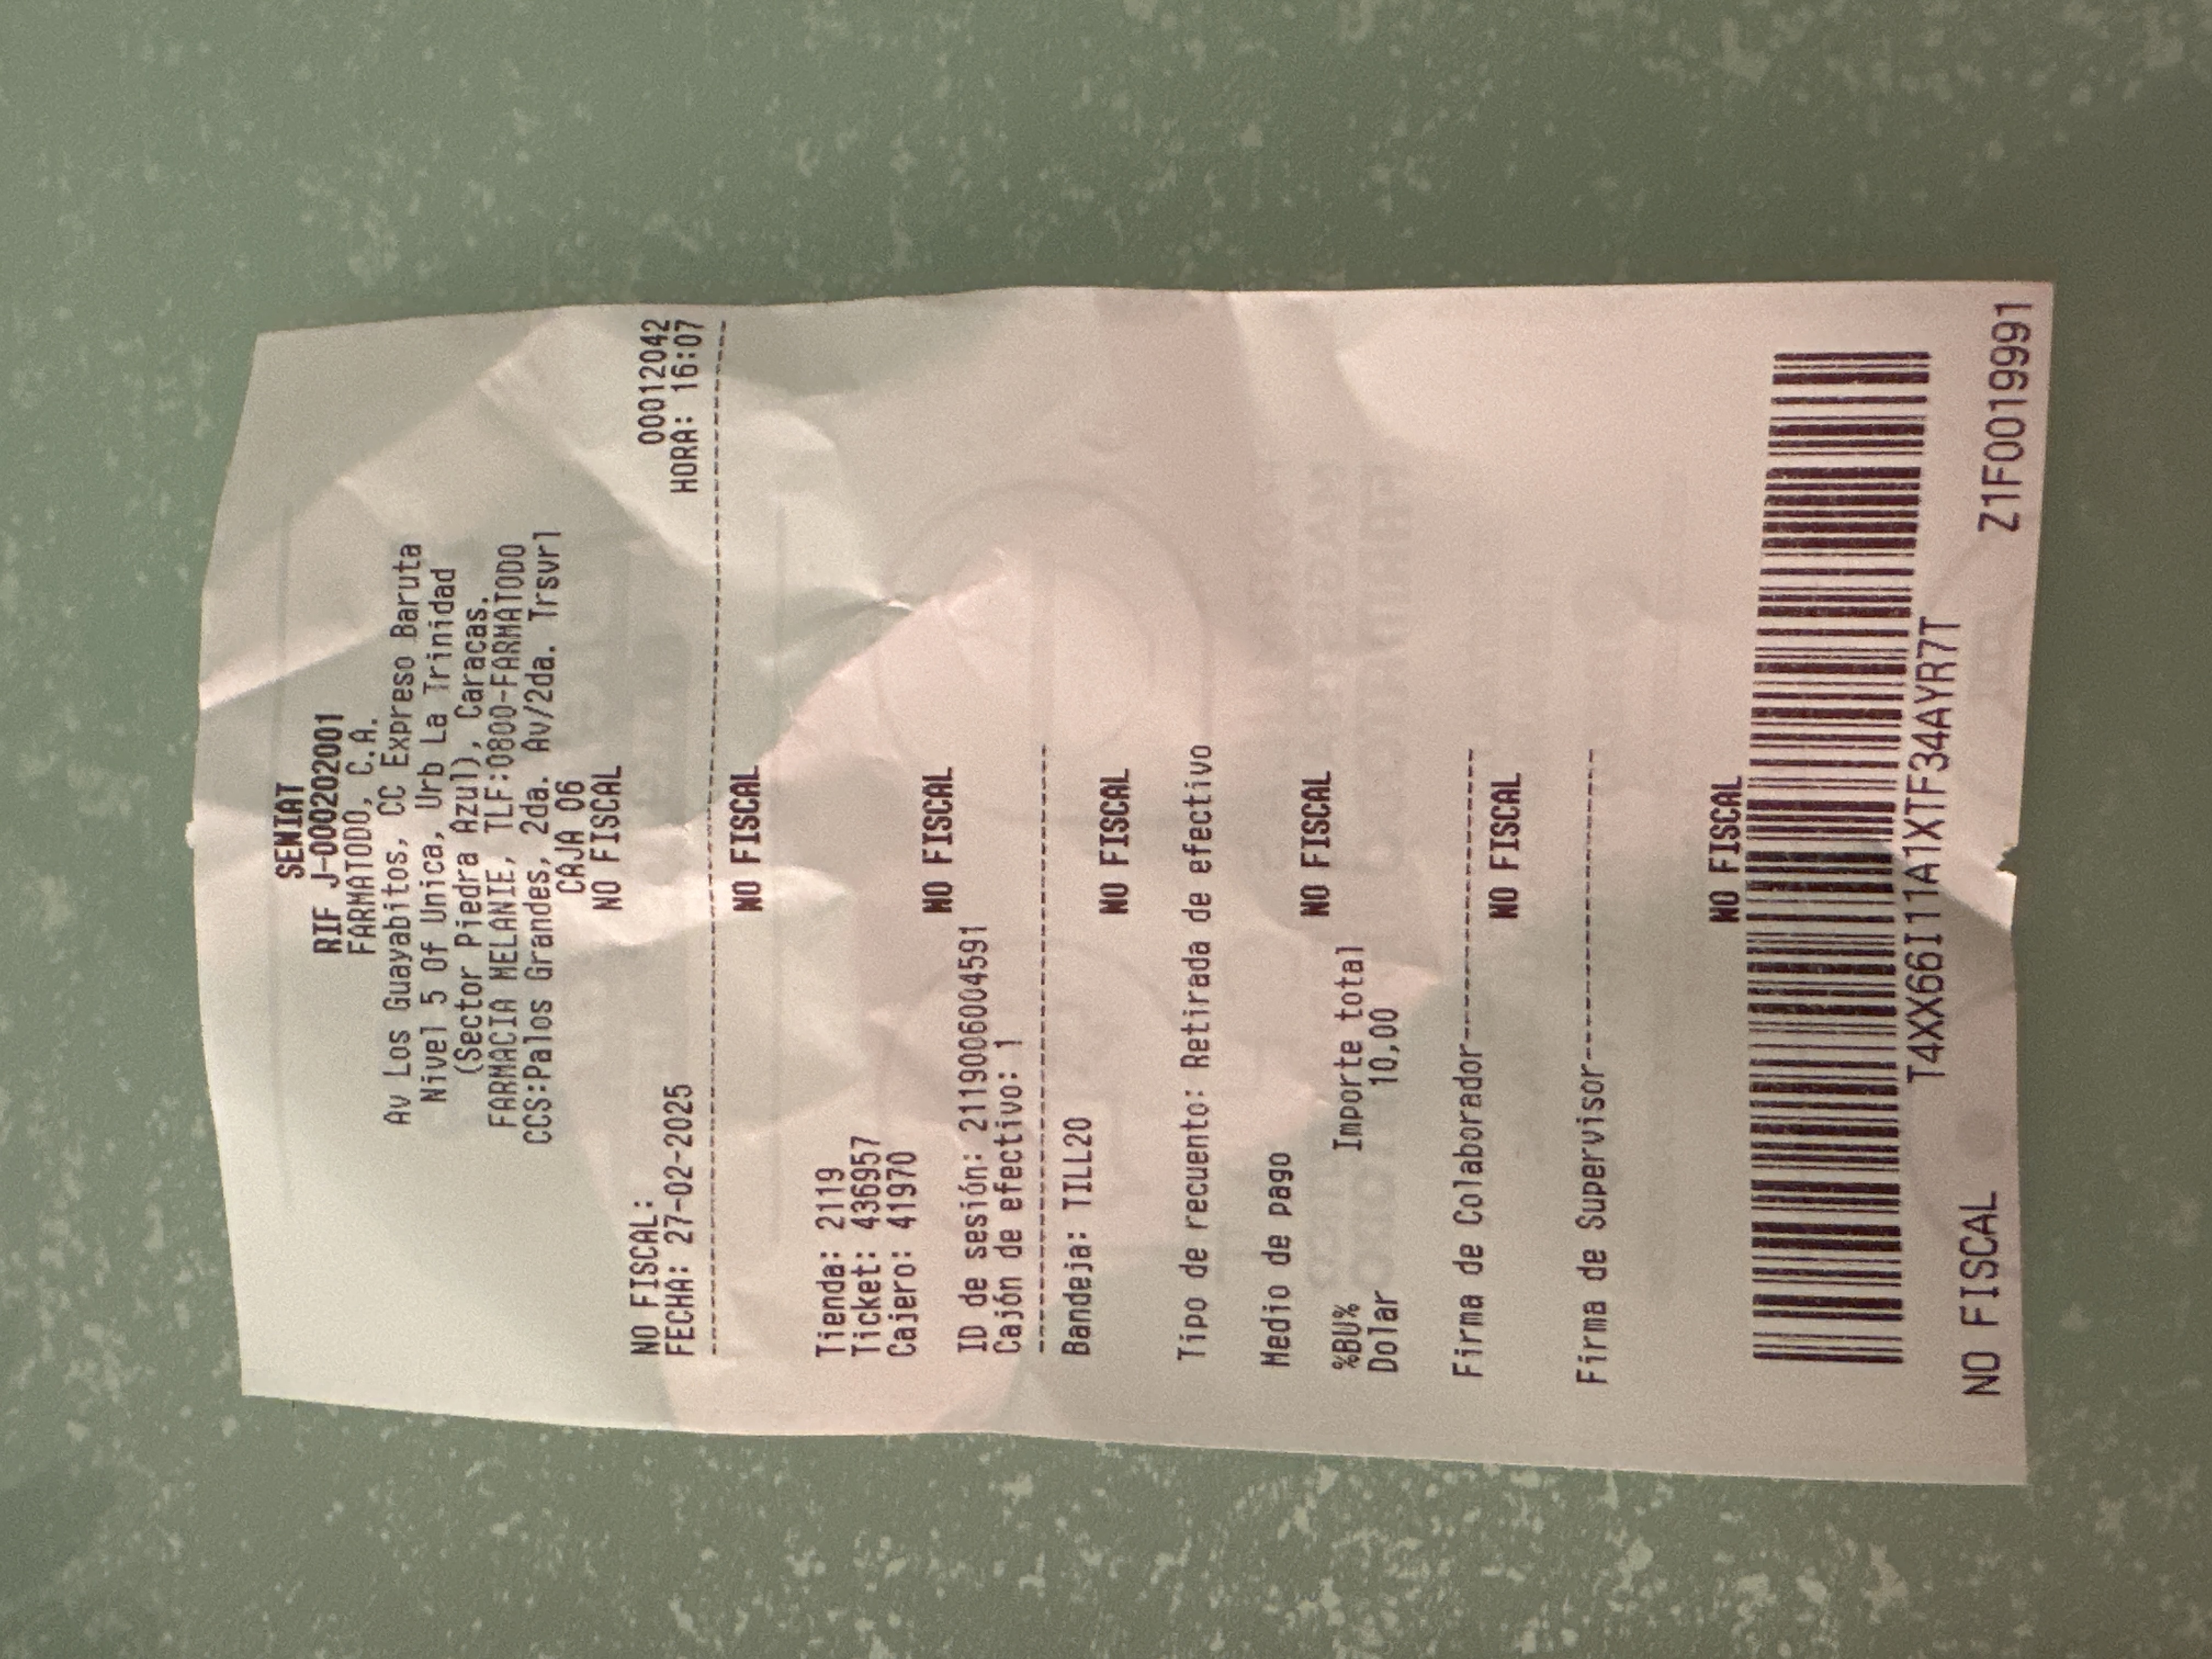 SENIAT
RIF J-000202001
FARMATODO, C.A.
Av Los Guayabitos, CC Expreso Baruta
Nivel 5 Of Unica, Urb La Trinidad
(Sector Piedra Azul), Caracas.
FARMACIA MELANIE, TLF:0800-FARMATODO
CCS:Palos Grandes, 2da. Av/2da. Trsvrl
CAJA 06
NO FISCAL
NO FISCAL: 00012042
FECHA: 27-02-2025 HORA: 16:07
NO FISCAL
Tienda: 2119
Ticket: 436957
Cajero: 41970
NO FISCAL
ID de sesión: 2119006004591
Cajón de efectivo: 1
Bandeja: TILL20
NO FISCAL
Tipo de recuento: Retirada de efectivo
Medio de pago
NO FISCAL
%BU% Importe total
Dolar 10,00
Firma de Colaborador
NO FISCAL
Firma de Supervisor
NO FISCAL
T4XX66I11A1XTF34AYR7T
NO FISCAL Z1F0019991